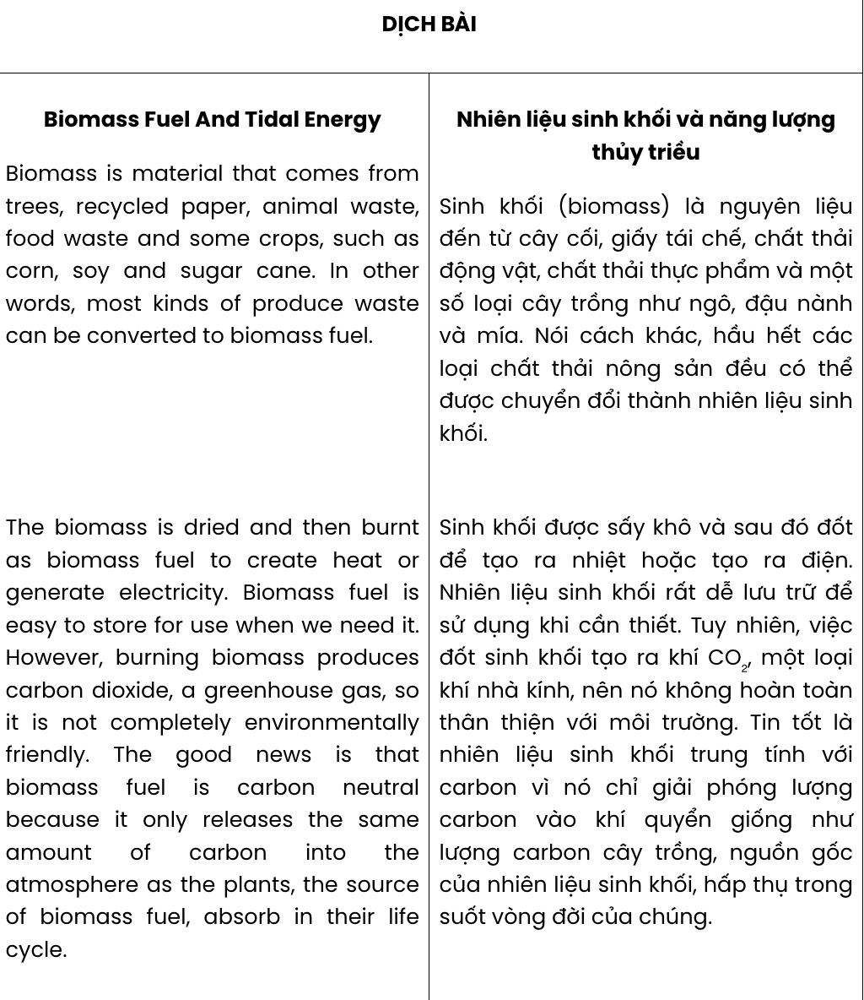 DỊCH BÀI
Biomass Fuel And Tidal Energy
Biomass is material that comes from
trees, recycled paper, animal waste,
food waste and some crops, such as
corn, soy and sugar cane. In other
words, most kinds of produce waste
can be converted to biomass fuel.
The biomass is dried and then burnt
as biomass fuel to create heat or
generate electricity. Biomass fuel is
easy to store for use when we need it.
However, burning biomass produces
carbon dioxide, a greenhouse gas, so
it is not completely environmentally
friendly. The good news is that
biomass fuel is carbon neutral
because it only releases the same
amount of carbon into the
atmosphere as the plants, the source
of biomass fuel, absorb in their life
cycle.
Nhiên liệu sinh khối và năng lượng
thủy triều
Sinh khối (biomass) là nguyên liệu
đến từ cây cối, giấy tái chế, chất thải
động vật, chất thải thực phẩm và một
số loại cây trồng như ngô, đậu nành
và mía. Nói cách khác, hầu hết các
loại chất thải nông sản đều có thể
được chuyển đổi thành nhiên liệu sinh
khối.
Sinh khối được sấy khô và sau đó đốt
để tạo ra nhiệt hoặc tạo ra điện.
Nhiên liệu sinh khối rất dễ lưu trữ để
sử dụng khi cần thiết. Tuy nhiên, việc
đốt sinh khối tạo ra khí CO₂, một loại
khí nhà kính, nên nó không hoàn toàn
thân thiện với môi trường. Tin tốt là
nhiên liệu sinh khối trung tính với
carbon vì nó chỉ giải phóng lượng
carbon vào khí quyển giống như
lượng carbon cây trồng, nguồn gốc
của nhiên liệu sinh khối, hấp thụ trong
suốt vòng đời của chúng.